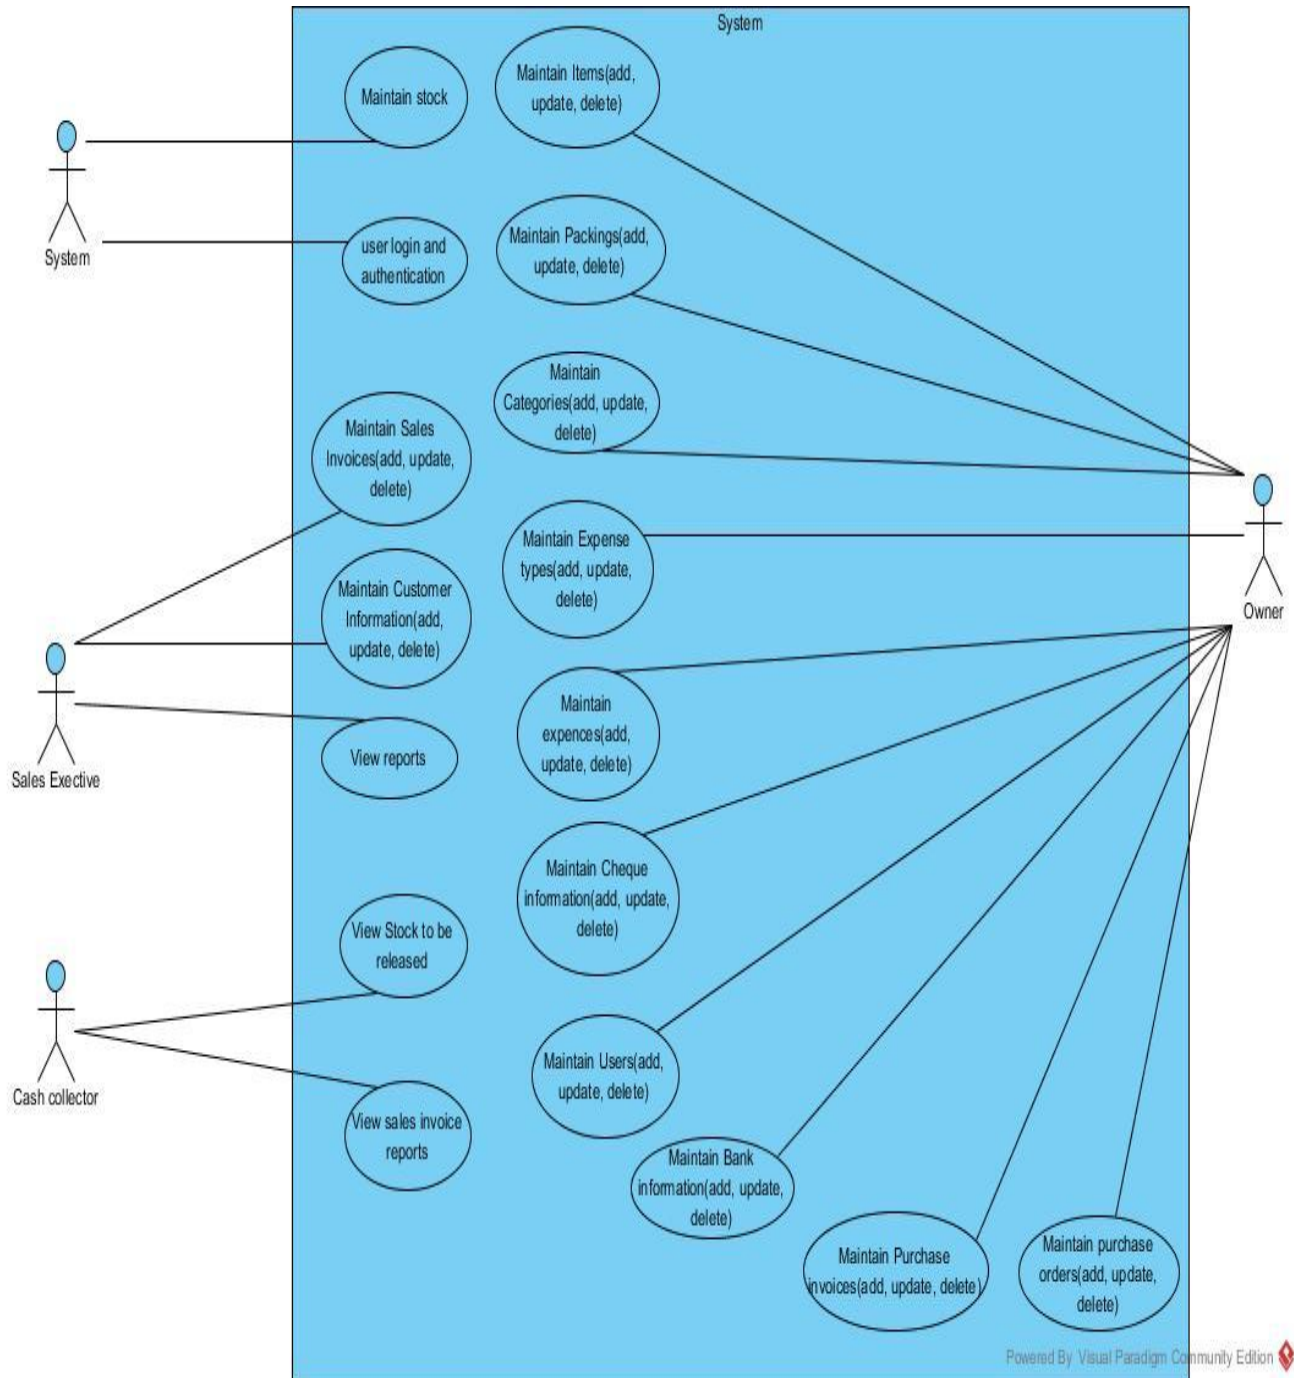 System
Maintain stock
Maintain Items(add,
update, delete)
System
user login and
authentication
Maintain Packings(add,
update, delete)
Maintain
Categories(add, update,
delete)
Maintain Sales
Invoices(add, update,
delete)
Maintain Expense
types(add, update,
delete)
Owner
Maintain Customer
Information(add,
update, delete)
Sales Exective
View reports
Maintain
expences(add,
update, delete)
Maintain Cheque
information(add, update,
delete)
View Stock to be
released
Cash collector
View sales invoice
reports
Maintain Users(add,
update, delete)
Maintain Bank
information(add, update,
delete)
Maintain Purchase
invoices(add, update, delete)
Maintain purchase
orders(add, update,
delete)
Powered By Visual Paradigm Community Edition